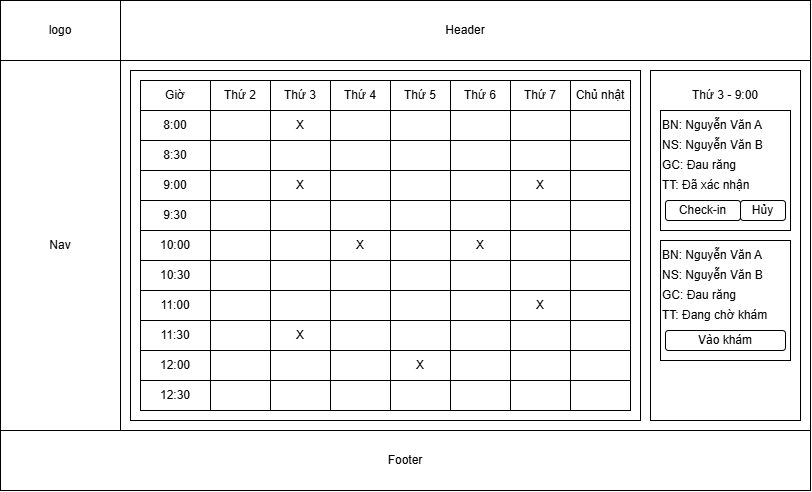 logo
Header
Nav
Giờ Thứ 2 Thứ 3 Thứ 4 Thứ 5 Thứ 6 Thứ 7 Chủ nhật
8:00 X
8:30
9:00 X X
9:30
10:00 X X
10:30
11:00 X
11:30 X
12:00 X
12:30
Thứ 3 - 9:00
BN: Nguyễn Văn A
NS: Nguyễn Văn B
GC: Đau răng
TT: Đã xác nhận
Check-in Hủy
BN: Nguyễn Văn A
NS: Nguyễn Văn B
GC: Đau răng
TT: Đang chờ khám
Vào khám
Footer